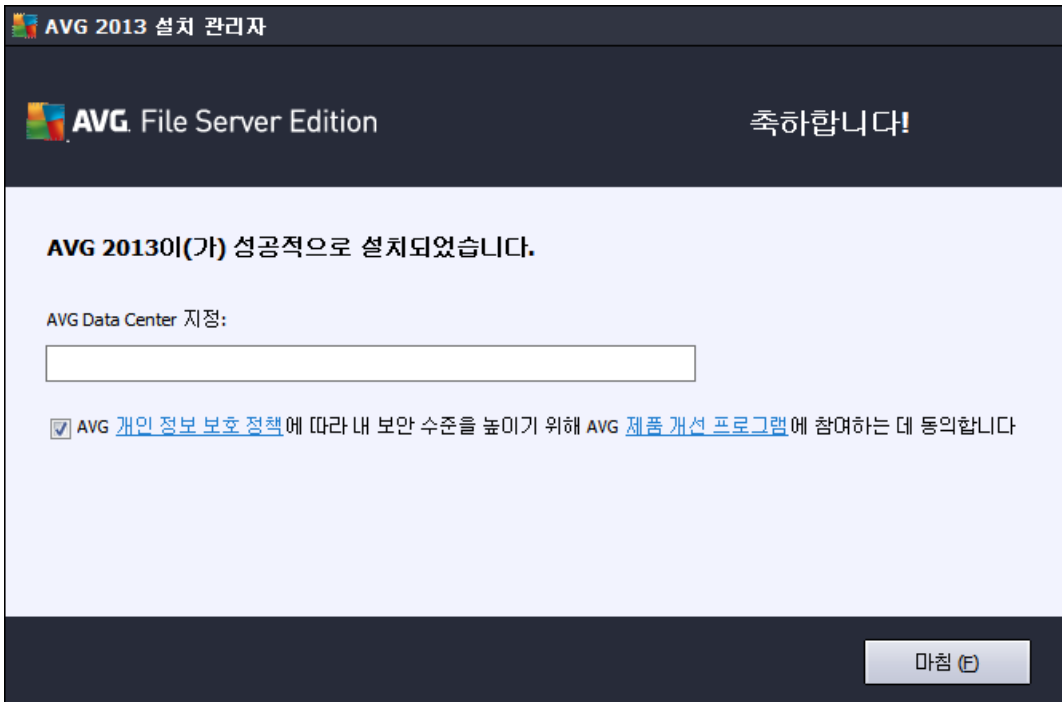 AVG 2013 설치 관리자
AVG. File Server Edition
축하합니다!
AVG 2013이(가) 성공적으로 설치되었습니다.
AVG Data Center 지정:
AVG 개인 정보 보호 정책에 따라 내 보안 수준을 높이기 위해 AVG 제품 개선 프로그램에 참여하는 데 동의합니다
마침 (F)